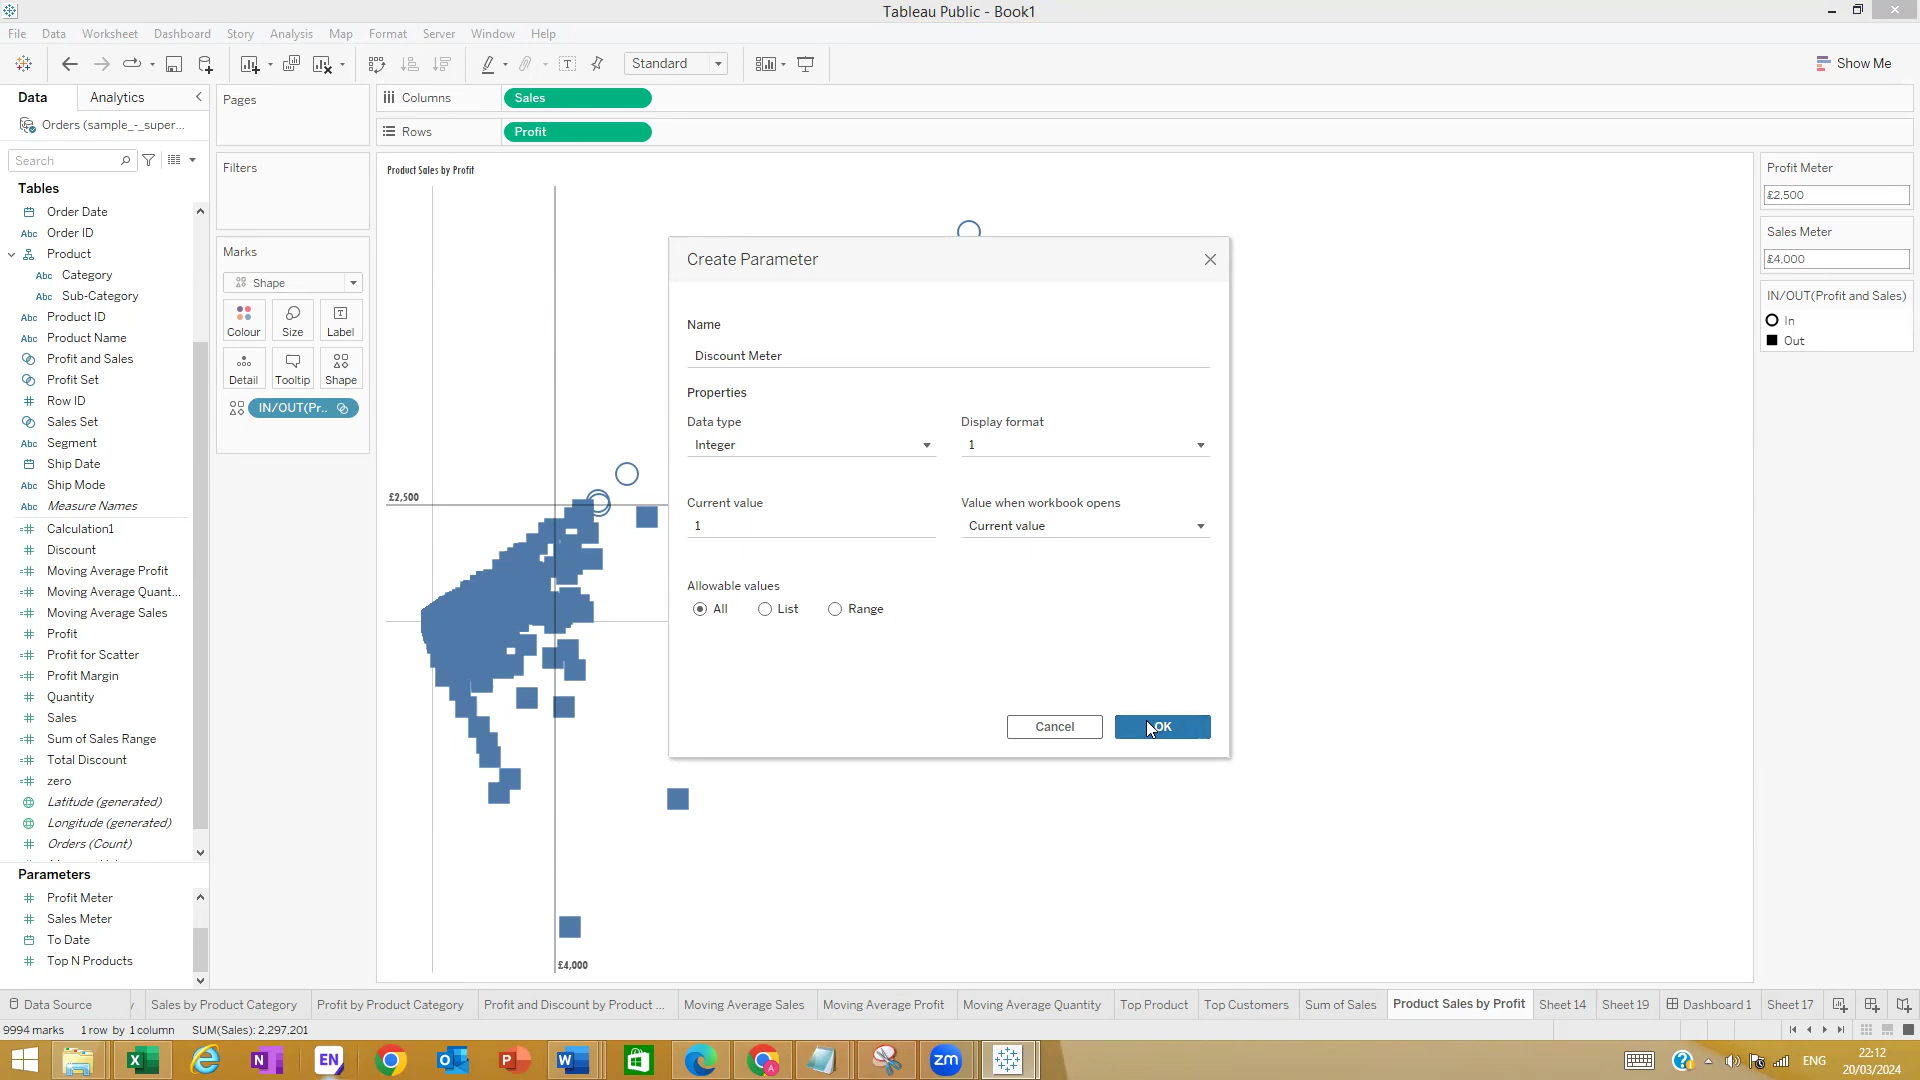 Tableau Public - Book1
File Data Worksheet Dashboard Story Analysis Map Format Server Window Help
Standard
Show Me
Data Analytics
Orders (sample_-_super...
Search
Tables
Order Date
Abc Order ID
Product
Abc Category
Abc Sub-Category
Abc Product ID
Abc Product Name
Profit and Sales
Profit Set
Row ID
Sales Set
Abc Segment
Ship Date
Abc Ship Mode
Abc Measure Names
Calculation1
Discount
Moving Average Profit
Moving Average Quant...
Moving Average Sales
Profit
Profit for Scatter
Profit Margin
Quantity
Sales
Sum of Sales Range
Total Discount
zero
Latitude (generated)
Longitude (generated)
Orders (Count)
Parameters
Profit Meter
Sales Meter
To Date
Top N Products
Pages
Filters
Marks
Shape
Colour Size Label
Detail Tooltip Shape
IN/OUT(Pr..
Columns Sales
Rows Profit
Product Sales by Profit
£2,500
£4,000
Create Parameter
Name
Discount Meter
Properties
Data type Display format
Integer 1
Current value Value when workbook opens
1 Current value
Allowable values
All List Range
Cancel OK
Profit Meter
£2,500
Sales Meter
£4,000
IN/OUT(Profit and Sales)
In
Out
Data Source Sales by Product Category Profit by Product Category Profit and Discount by Product ... Moving Average Sales Moving Average Profit Moving Average Quantity Top Product Top Customers Sum of Sales Product Sales by Profit Sheet 14 Sheet 19 Dashboard 1 Sheet 17
9994 marks 1 row by 1 column SUM(Sales): 2,297,201
EN zm ENG 22:12
20/03/2024